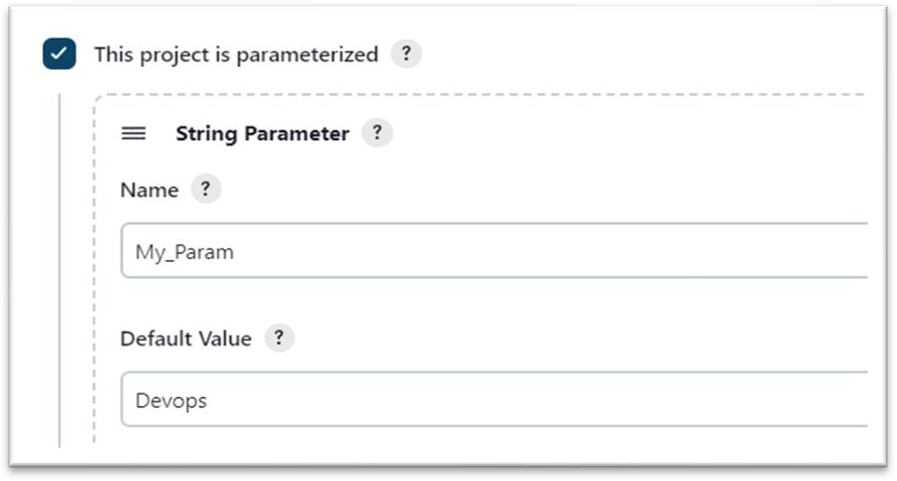 This project is parameterized ?
String Parameter ?
Name ?
My_Param
Default Value ?
Devops